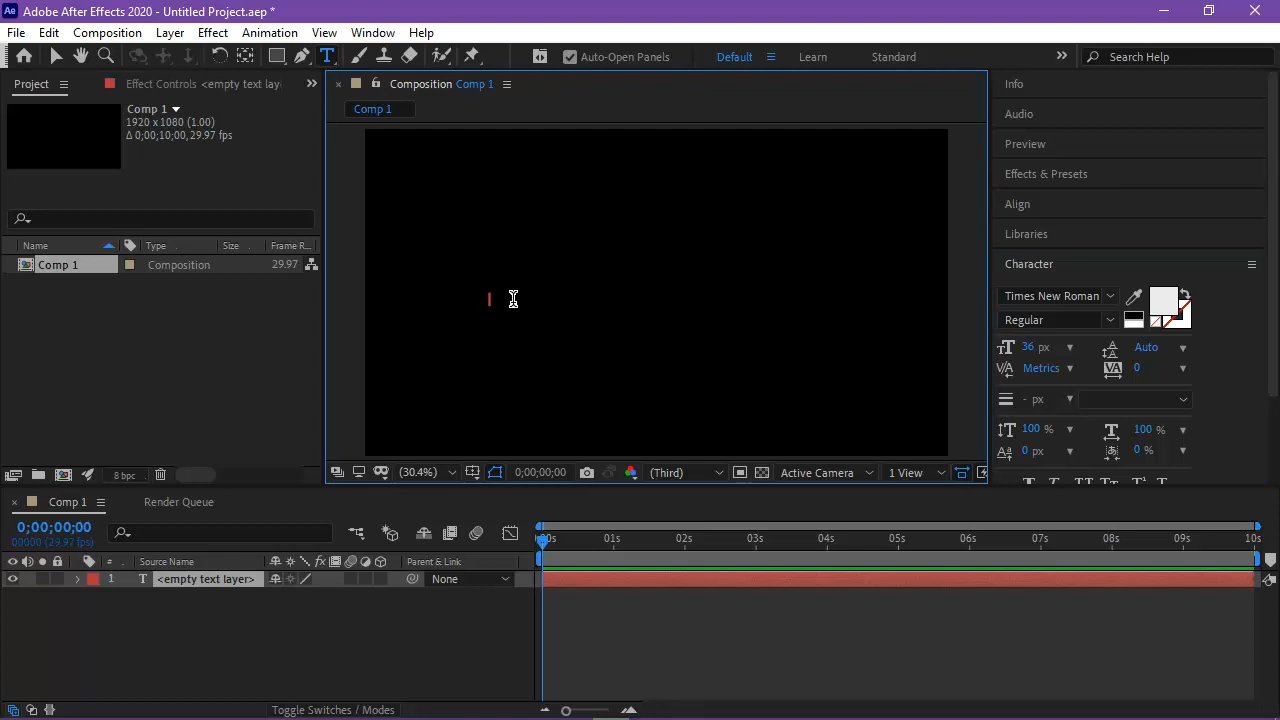 Ae Adobe After Effects 2020 - Untitled Project.aep *
File Edit Composition Layer Effect Animation View Window Help
Auto-Open Panels Default Learn Standard Search Help
Project Effect Controls <empty text lay
Composition Comp 1
Comp 1
Comp 1
1920 x 1080 (1.00)
Δ 0;00;10;00, 29.97 fps
Name Type Size Frame R...
Comp 1 Composition 29.97
8 bpc
(30.4%) 0;00;00;00 (Third) Active Camera 1 View
Info
Audio
Preview
Effects & Presets
Align
Libraries
Character
Times New Roman
Regular
36 px Auto
Metrics 0
- px
100 % 100 %
0 px 0 %
Comp 1 Render Queue
0;00;00;00
00000 (29.97 fps)
# Source Name Parent & Link
1 T <empty text layer> None
:00s 01s 02s 03s 04s 05s 06s 07s 08s 09s 10s
Toggle Switches / Modes